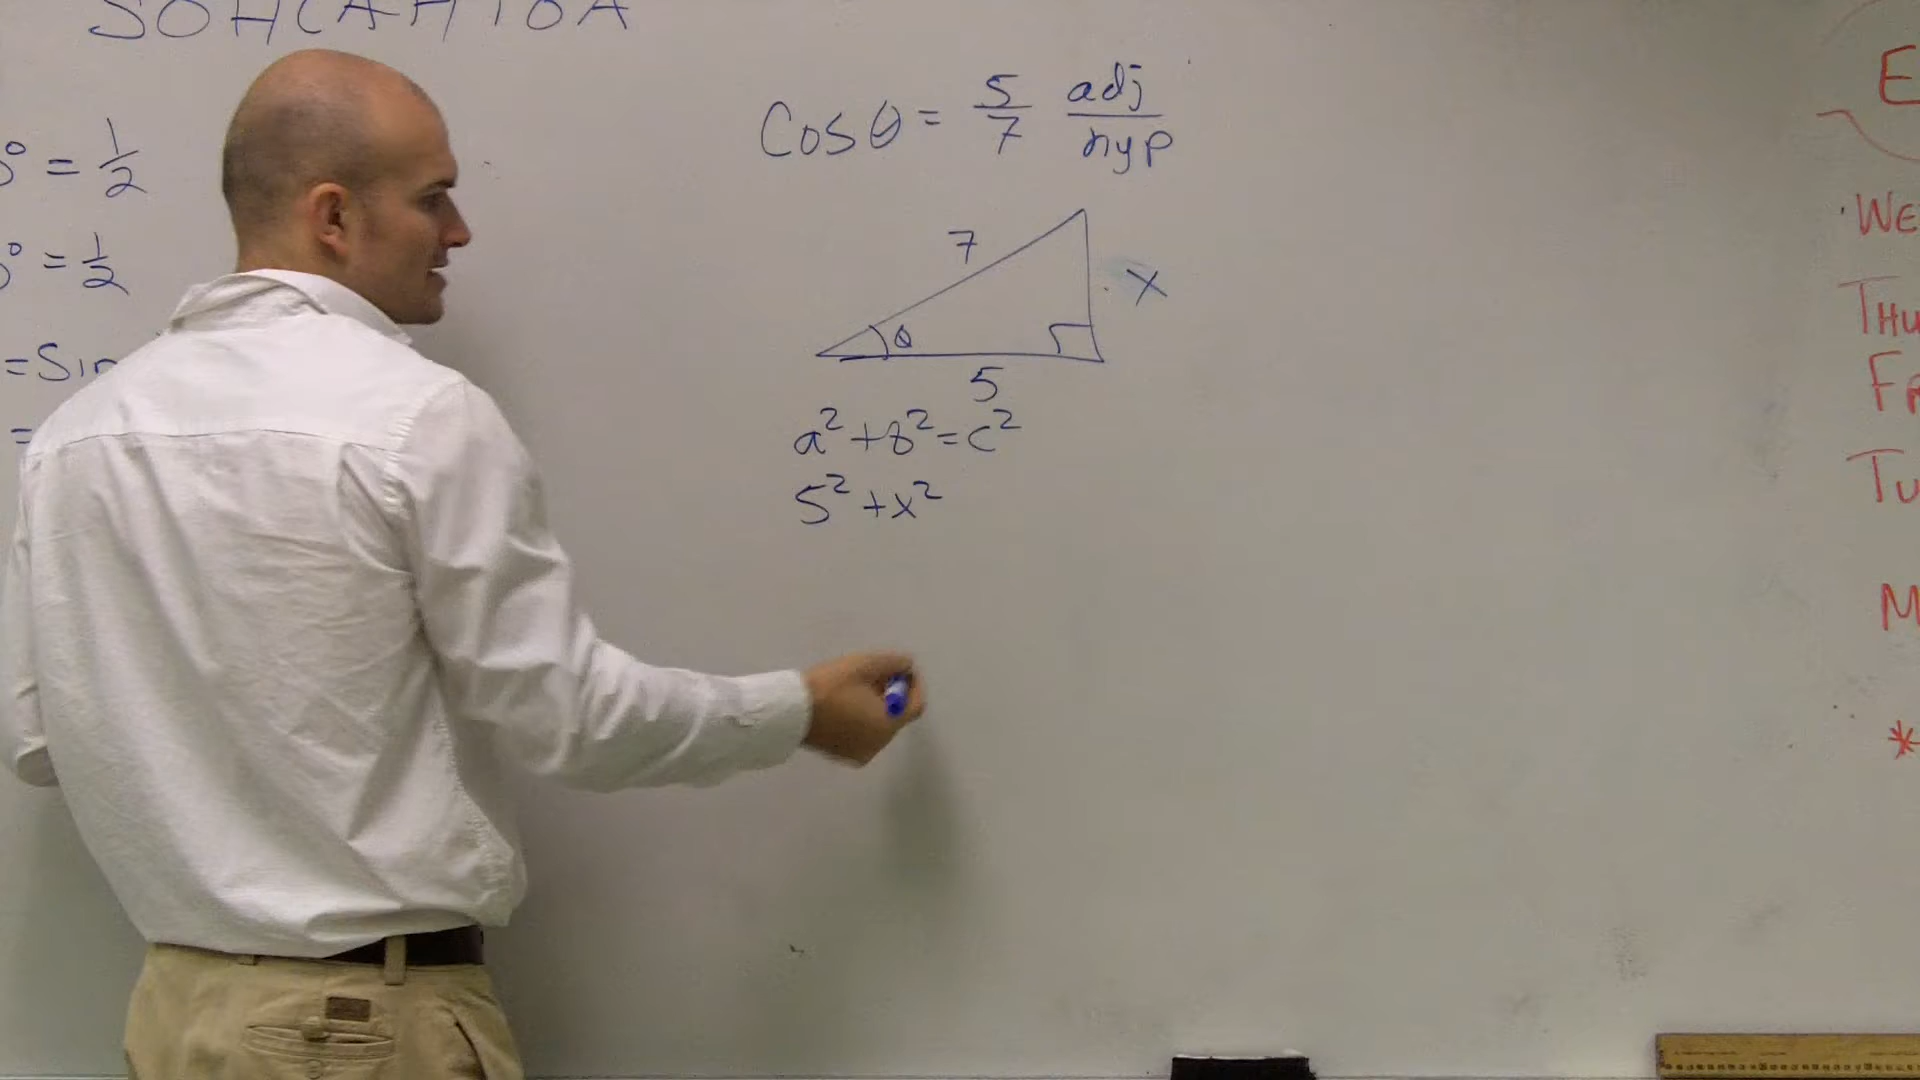 SOHCAHTOA
° = 1/2
° = 1/2
= Sin
=
Cosθ = 5/7 adj/hyp
7
x
θ
5
a² + b² = c²
5² + x²
E
WE
THU
FR
TU
M
*